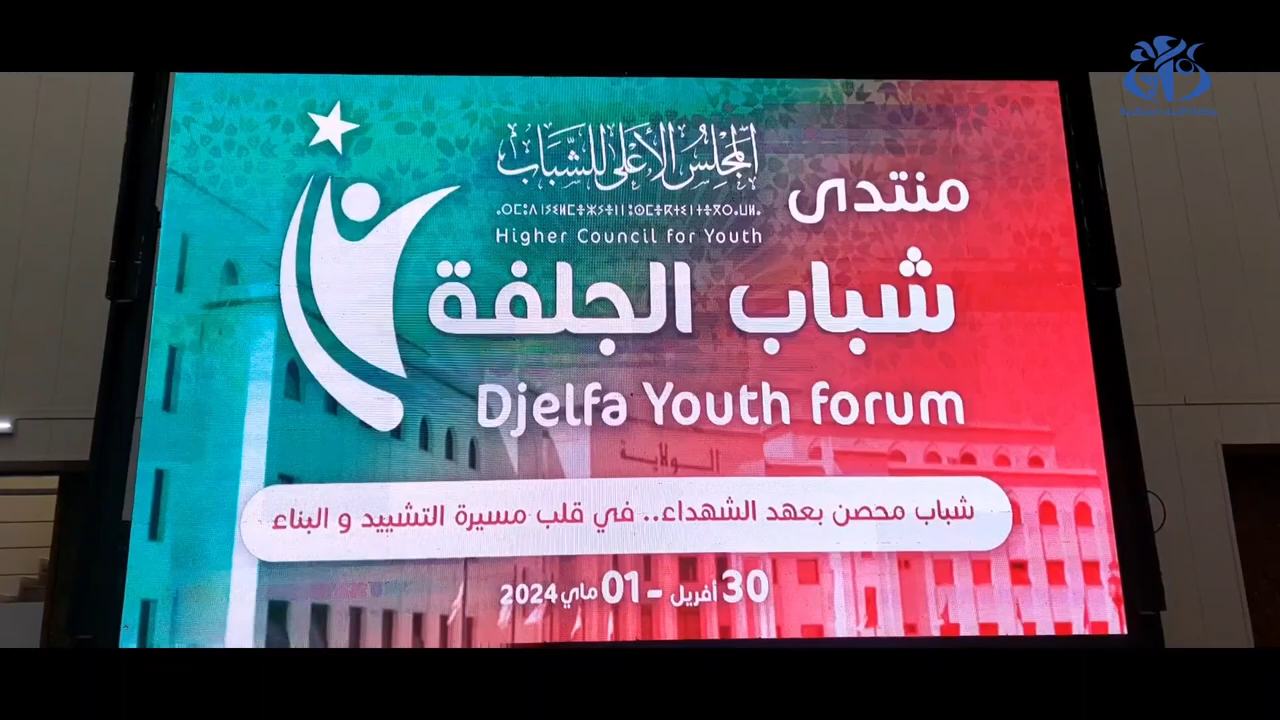 المجلس الأعلى للشباب
Higher Council for Youth
منتدى
شباب الجلفة
Djelfa Youth forum
الولاية
شباب محصن بعهد الشهداء.. في قلب مسيرة التشييد و البناء
30 أفريل - 01 ماي 2024